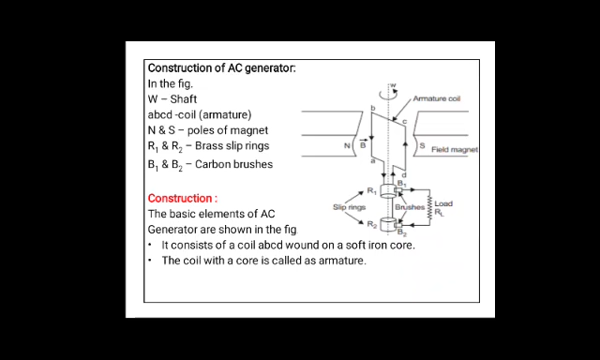 Construction of AC generator:
In the fig.
W – Shaft
abcd -coil (armature)
N & S – poles of magnet
R₁ & R₂ – Brass slip rings
B₁ & B₂ – Carbon brushes
Construction :
The basic elements of AC
Generator are shown in the fig
• It consists of a coil abcd wound on a soft iron core.
• The coil with a core is called as armature.
w
Armature coil
b
c
N
B
S
Field magnet
a
d
R₁
B₁
Slip rings
Brushes
Load
R_L
R₂
B₂